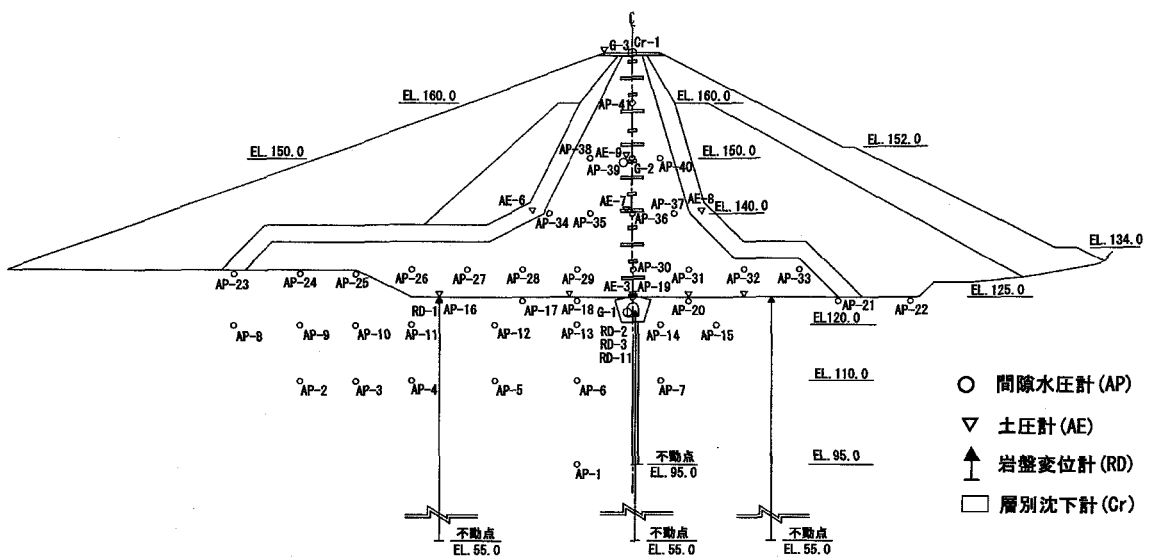 ℄
G-3 Cr-1
EL.160.0 AP-41 EL.160.0
EL.150.0 AP-38 AE-9 EL.150.0 EL.152.0
AP-39 G-2 AP-40
AE-6 AE-7 AP-37 AE-8 EL.140.0
AP-34 AP-35 AP-36
EL.134.0
AP-23 AP-24 AP-25 AP-26 AP-27 AP-28 AP-29 AP-30 AP-31 AP-32 AP-33
AE-3 AP-19 EL.125.0
RD-1 AP-16 AP-17 AP-18 G-1 AP-20 AP-21 AP-22
EL120.0
AP-8 AP-9 AP-10 AP-11 AP-12 AP-13 RD-2 AP-14 AP-15
RD-3
RD-11
AP-2 AP-3 AP-4 AP-5 AP-6 AP-7 EL.110.0
AP-1 不動点 EL.95.0
EL.95.0
不動点 不動点 不動点
EL.55.0 EL.55.0 EL.55.0
間隙水圧計(AP)
土圧計(AE)
岩盤変位計(RD)
層別沈下計(Cr)